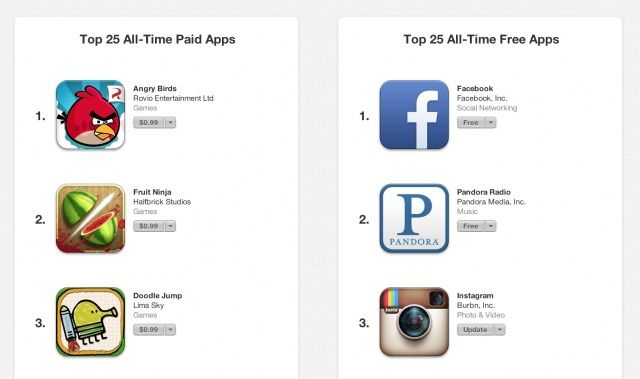 Top 25 All-Time Paid Apps
1.
Angry Birds
Rovio Entertainment Ltd
Games
$0.99
2.
Fruit Ninja
Halfbrick Studios
Games
$0.99
3.
Doodle Jump
Lima Sky
Games
$0.99
Top 25 All-Time Free Apps
1.
f
Facebook
Facebook, Inc.
Social Networking
Free
2.
P
PANDORA
Pandora Radio
Pandora Media, Inc.
Music
Free
3.
Insta
Instagram
Burbn, Inc.
Photo & Video
Update